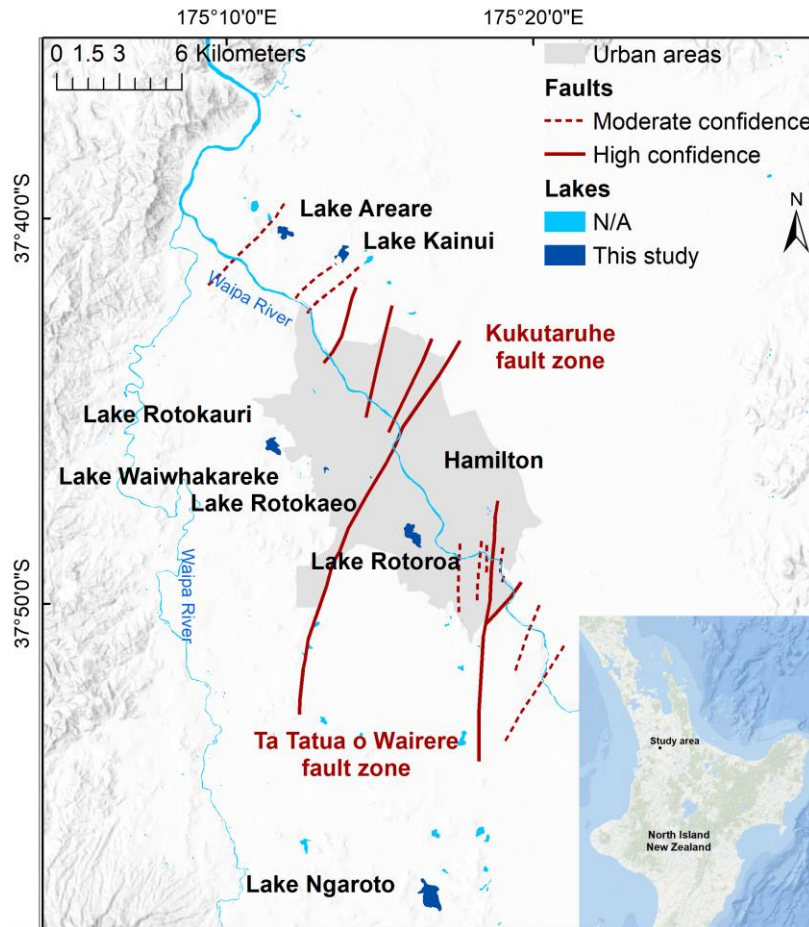 175°10'0"E
175°20'0"E
0 1.5 3 6 Kilometers
Urban areas
Faults
Moderate confidence
High confidence
Lakes
N/A
This study
N
37°40'0"S
Lake Areare
Lake Kainui
Waipa River
Kukutaruhe
fault zone
Lake Rotokauri
Hamilton
Lake Waiwhakareke
Lake Rotokaeo
Lake Rotoroa
Waipa River
37°50'0"S
Ta Tatua o Wairere
fault zone
Study area
North Island
New Zealand
Lake Ngaroto